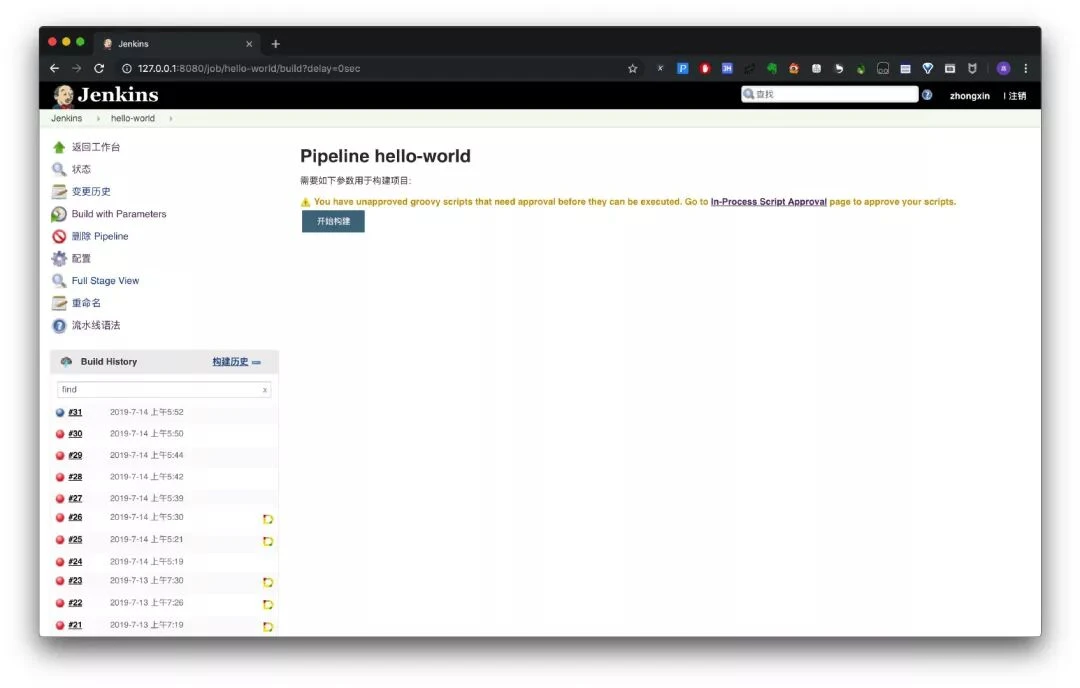 Jenkins
127.0.0.1:8080/job/hello-world/build?delay=0sec
Jenkins
查找
zhongxin
| 注销
Jenkins
hello-world
返回工作台
状态
变更历史
Build with Parameters
删除 Pipeline
配置
Full Stage View
重命名
流水线语法
Pipeline hello-world
需要如下参数用于构建项目:
You have unapproved groovy scripts that need approval before they can be executed. Go to In-Process Script Approval page to approve your scripts.
开始构建
Build History
构建历史
find
x
#31 2019-7-14 上午5:52
#30 2019-7-14 上午5:50
#29 2019-7-14 上午5:44
#28 2019-7-14 上午5:42
#27 2019-7-14 上午5:39
#26 2019-7-14 上午5:30
#25 2019-7-14 上午5:21
#24 2019-7-14 上午5:19
#23 2019-7-13 上午7:30
#22 2019-7-13 上午7:26
#21 2019-7-13 上午7:19